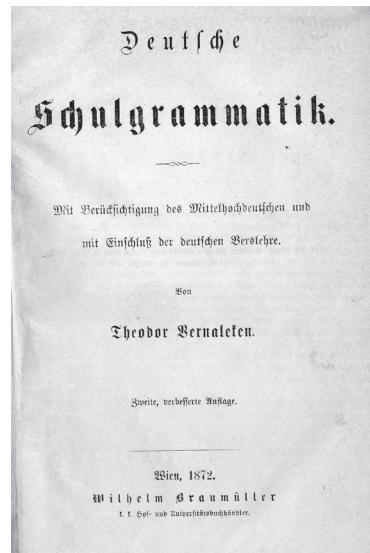 Deutſche
Schulgrammatik.
Mit Berückſichtigung des Mittelhochdeutſchen und
mit Einſchluß der deutſchen Verslehre.
Von
Theodor Vernaleken.
Zweite, verbeſſerte Auflage.
Wien, 1872.
Wilhelm Braumüller
k. k. Hof- und Univerſitätsbuchhändler.